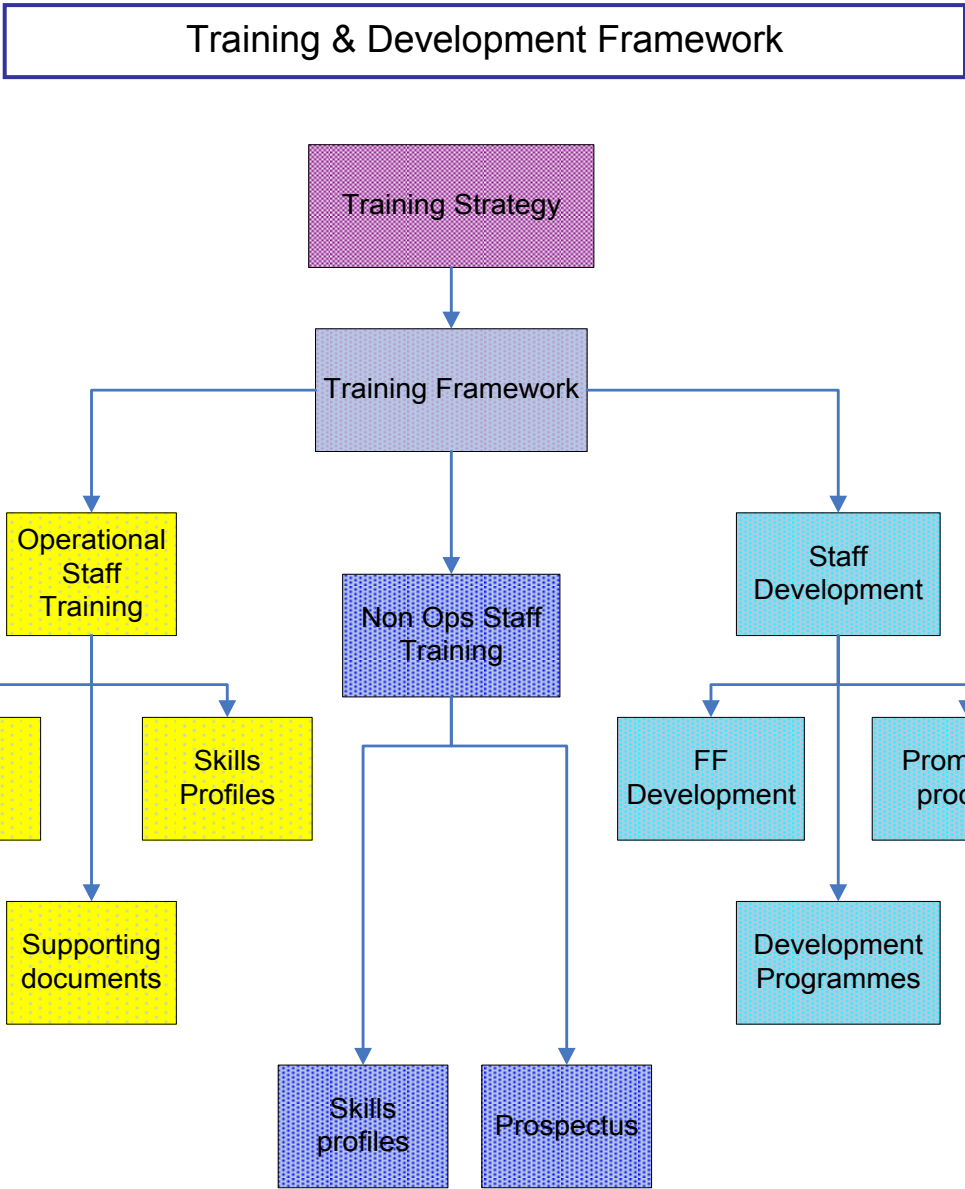 Training & Development Framework
Training Strategy
Training Framework
Operational
Staff
Training
Non Ops Staff
Training
Staff
Development
Skills
Profiles
FF
Development
Supporting
documents
Development
Programmes
Skills
profiles
Prospectus